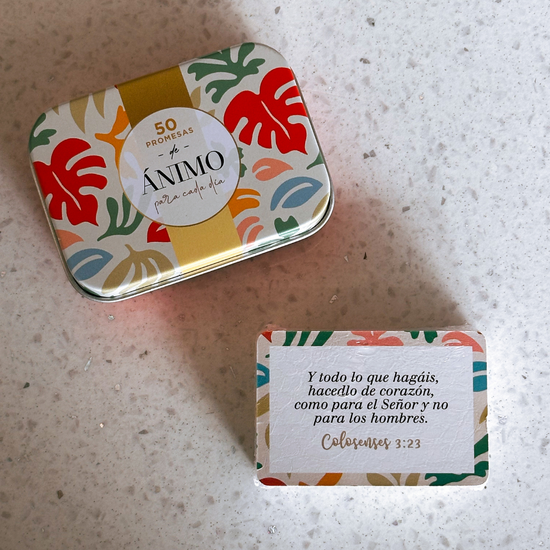 50
PROMESAS
- de -
ÁNIMO
para cada día
Y todo lo que hagáis,
hacedlo de corazón,
como para el Señor y no
para los hombres.
Colosenses 3:23